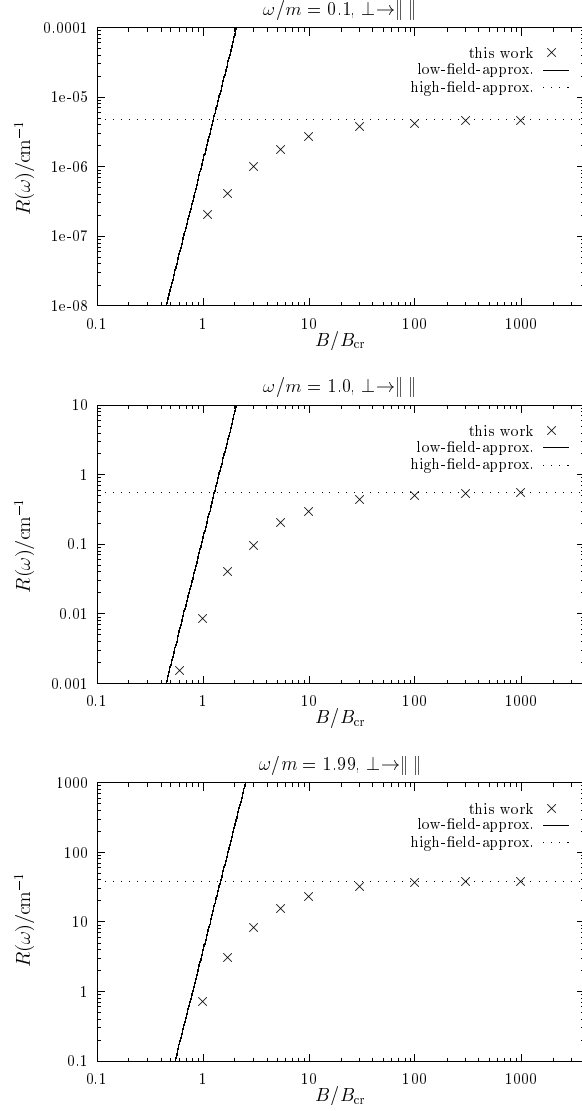 ω/m = 0.1, ⊥→∥ ∥
0.0001
this work
low-field-approx.
high-field-approx.
1e-05
R(ω)/cm⁻¹
1e-06
1e-07
1e-08
0.1 1 10 100 1000
B/B_cr
ω/m = 1.0, ⊥→∥ ∥
10
this work
low-field-approx.
high-field-approx.
1
R(ω)/cm⁻¹
0.1
0.01
0.001
0.1 1 10 100 1000
B/B_cr
ω/m = 1.99, ⊥→∥ ∥
1000
this work
low-field-approx.
high-field-approx.
100
R(ω)/cm⁻¹
10
1
0.1
0.1 1 10 100 1000
B/B_cr